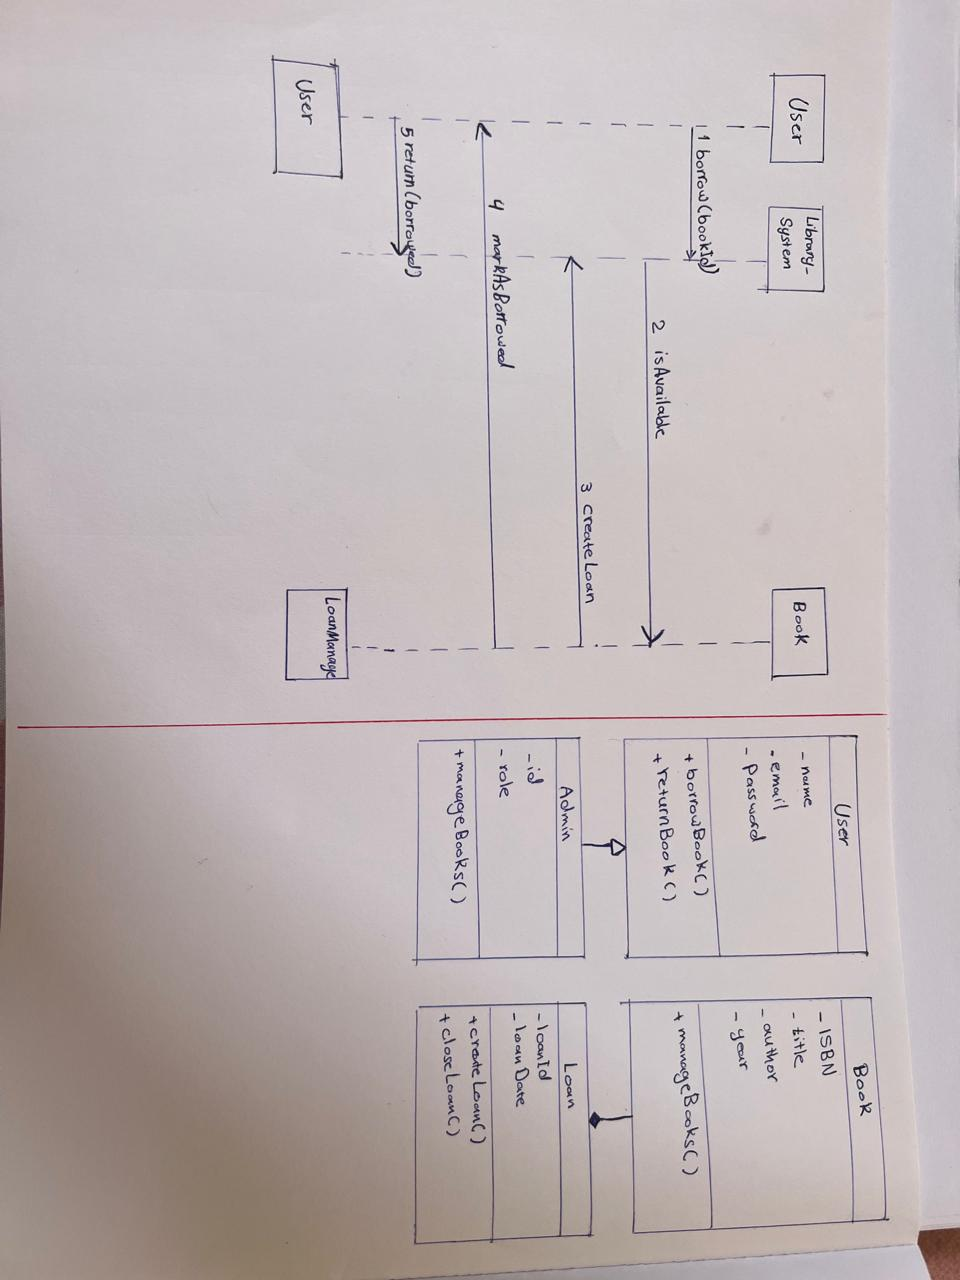 User
Library-
System
Book
1 borrow(bookId)
2 isAvailable
3 createLoan
4 markAsBorrowed
5 return(borrowed)
User
LoanManage
User
- name
- email
- password
+ borrowBook()
+ returnBook()
Admin
- id
- role
+ manageBooks()
Book
- ISBN
- title
- author
- year
+ manageBooks()
Loan
- loanId
- loanDate
+ createLoan()
+ closeLoan()